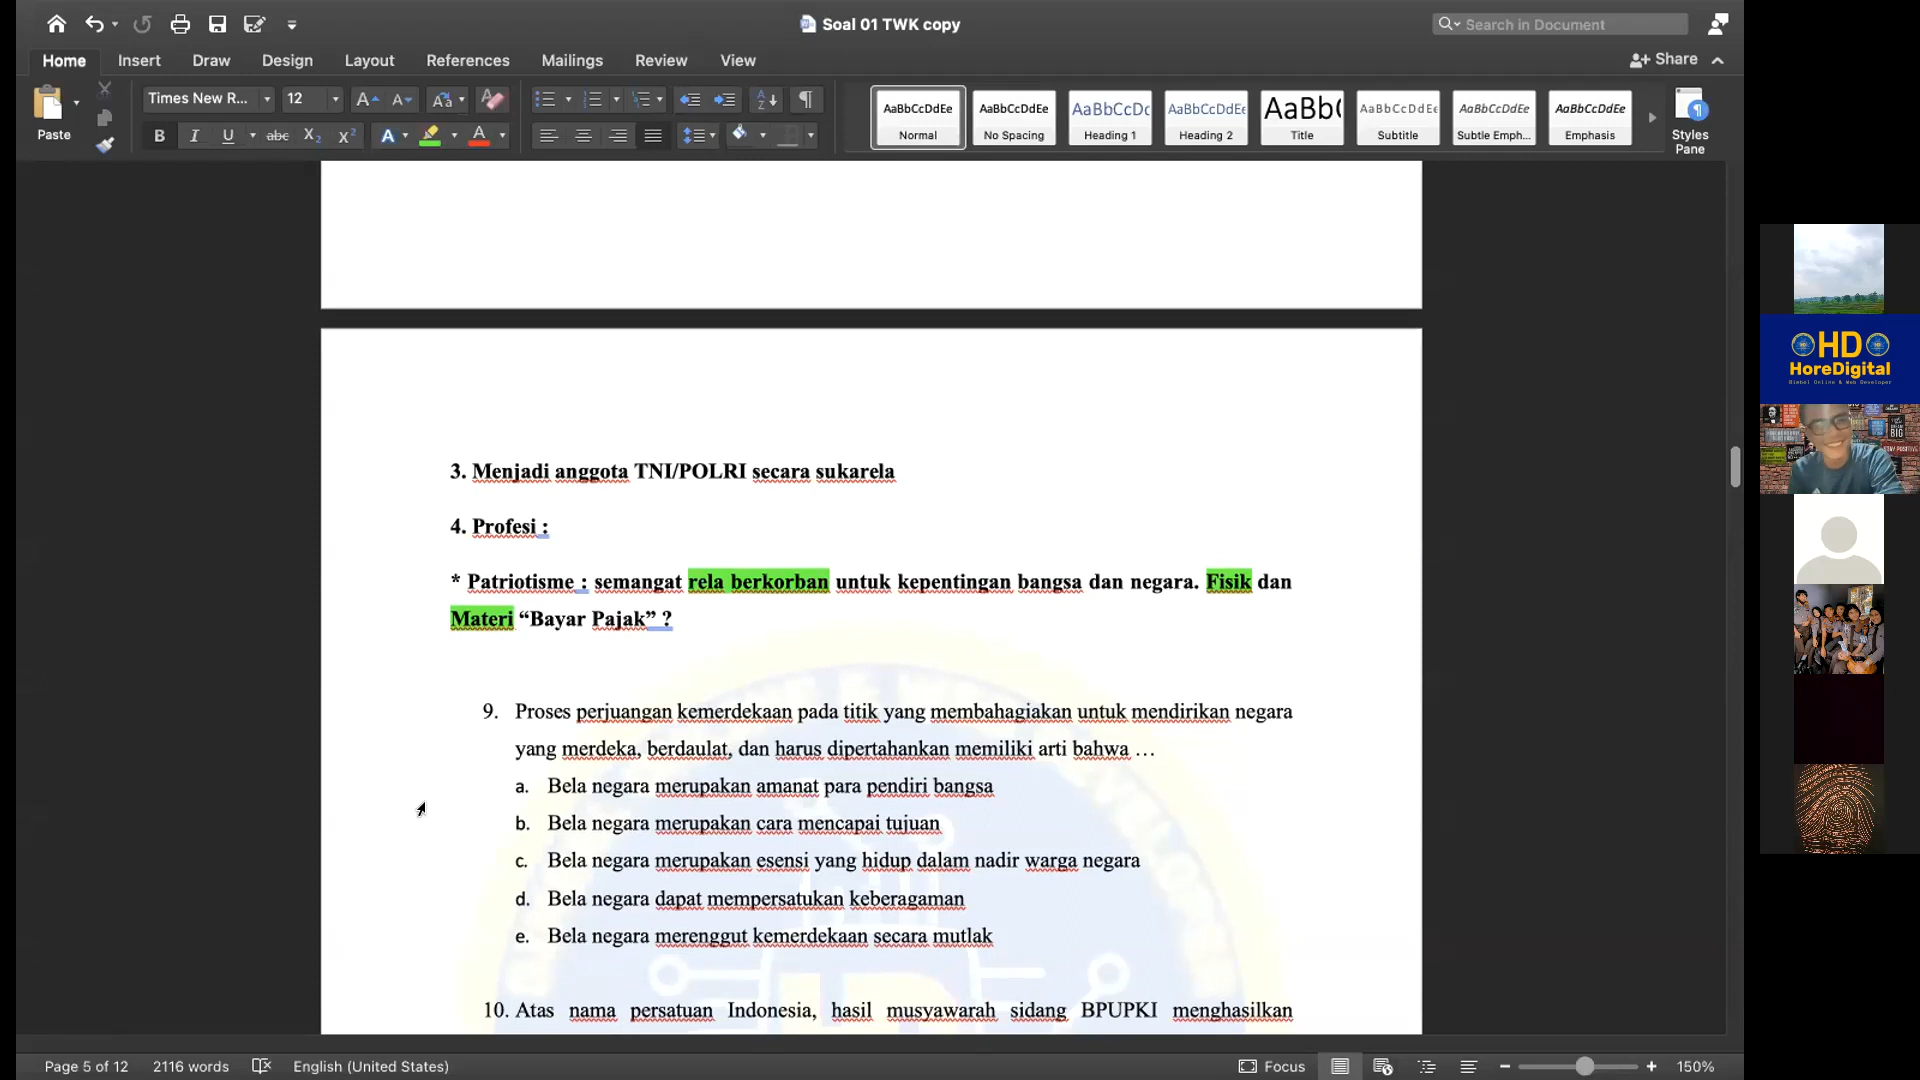 Soal 01 TWK copy
Search in Document
Home Insert Draw Design Layout References Mailings Review View
Share
Paste
Times New R... 12
AaBbCcDdEe Normal
AaBbCcDdEe No Spacing
AaBbCcDc Heading 1
AaBbCcDdEe Heading 2
AaBb( Title
AaBbCcDdEe Subtitle
AaBbCcDdEe Subtle Emph...
AaBbCcDdEe Emphasis
Styles Pane
3. Menjadi anggota TNI/POLRI secara sukarela
4. Profesi :
* Patriotisme : semangat rela berkorban untuk kepentingan bangsa dan negara. Fisik dan
Materi “Bayar Pajak” ?
9. Proses perjuangan kemerdekaan pada titik yang membahagiakan untuk mendirikan negara
yang merdeka, berdaulat, dan harus dipertahankan memiliki arti bahwa …
a. Bela negara merupakan amanat para pendiri bangsa
b. Bela negara merupakan cara mencapai tujuan
c. Bela negara merupakan esensi yang hidup dalam nadir warga negara
d. Bela negara dapat mempersatukan keberagaman
e. Bela negara merenggut kemerdekaan secara mutlak
10. Atas nama persatuan Indonesia, hasil musyawarah sidang BPUPKI menghasilkan
Page 5 of 12 2116 words English (United States) Focus 150%
HD
HoreDigital
Bimbel Online & Web Developer